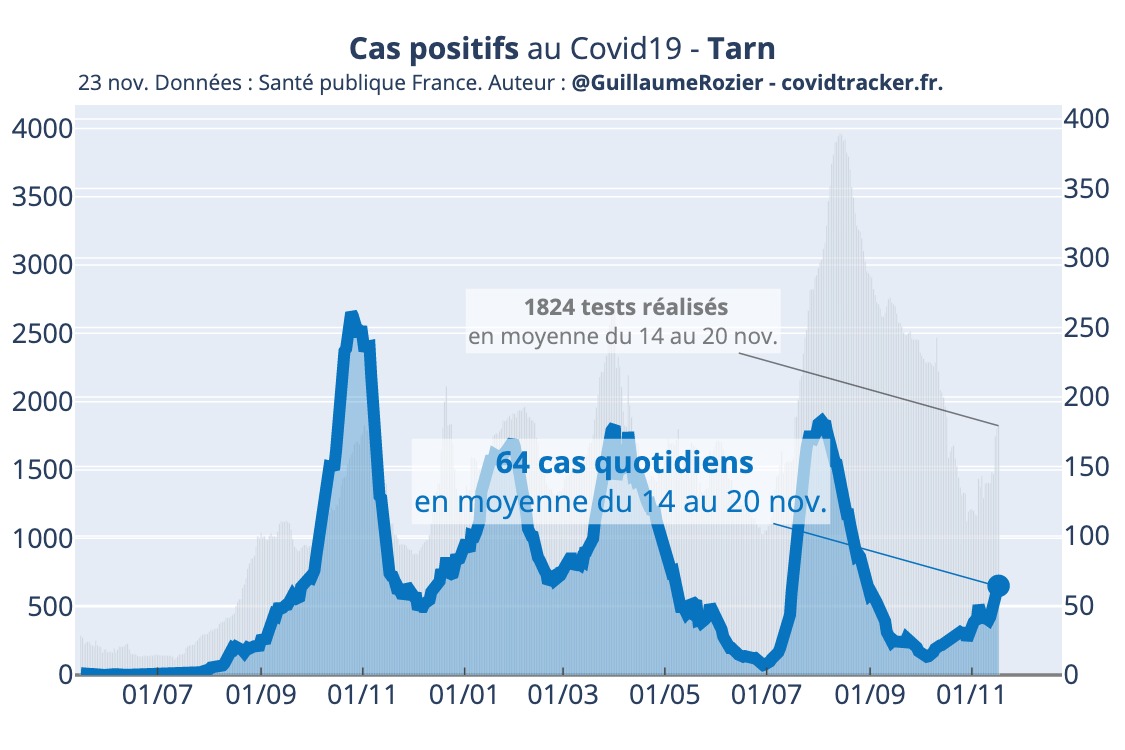 Cas positifs au Covid19 - Tarn
23 nov. Données : Santé publique France. Auteur : @GuillaumeRozier - covidtracker.fr.
4000
3500
3000
2500
2000
1500
1000
500
0
400
350
300
250
200
150
100
50
0
1824 tests réalisés
en moyenne du 14 au 20 nov.
64 cas quotidiens
en moyenne du 14 au 20 nov.
01/07 01/09 01/11 01/01 01/03 01/05 01/07 01/09 01/11